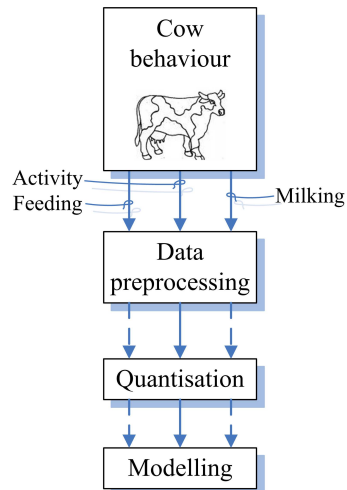 Cow
behaviour
Activity
Feeding
Milking
Data
preprocessing
Quantisation
Modelling